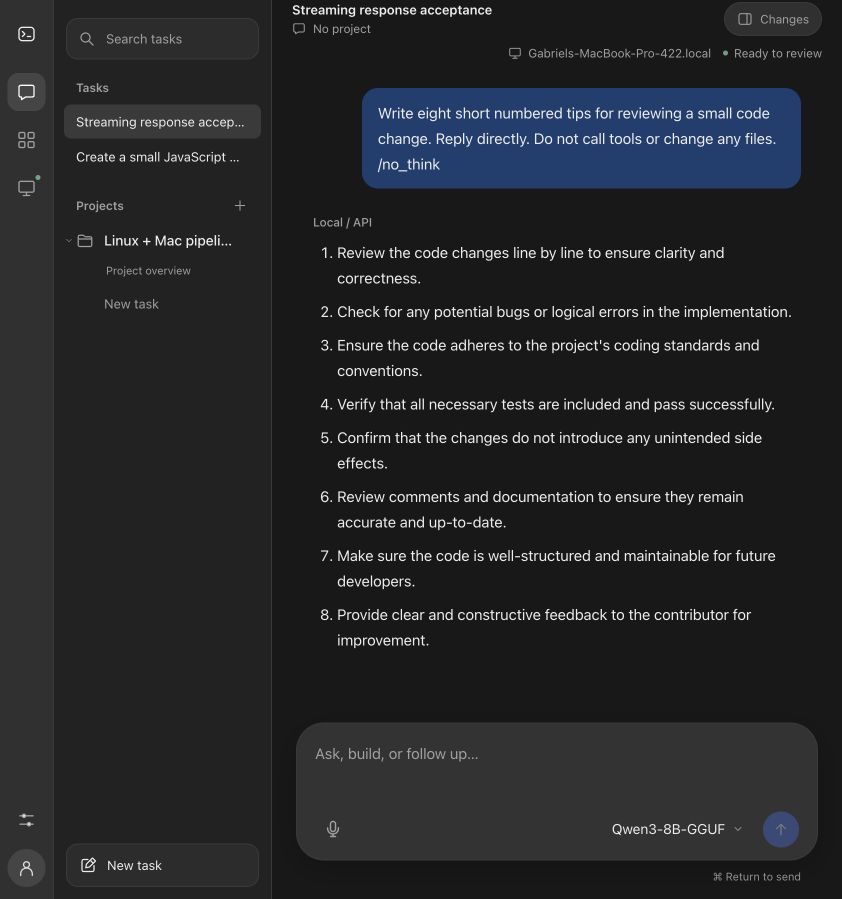 Search tasks
Tasks
Streaming response accep...
Create a small JavaScript ...
Projects
Linux + Mac pipeli...
Project overview
New task
New task
Streaming response acceptance
No project
Changes
Gabriels-MacBook-Pro-422.local
Ready to review
Write eight short numbered tips for reviewing a small code
change. Reply directly. Do not call tools or change any files.
/no_think
Local / API
1. Review the code changes line by line to ensure clarity and
correctness.
2. Check for any potential bugs or logical errors in the implementation.
3. Ensure the code adheres to the project's coding standards and
conventions.
4. Verify that all necessary tests are included and pass successfully.
5. Confirm that the changes do not introduce any unintended side
effects.
6. Review comments and documentation to ensure they remain
accurate and up-to-date.
7. Make sure the code is well-structured and maintainable for future
developers.
8. Provide clear and constructive feedback to the contributor for
improvement.
Ask, build, or follow up...
Qwen3-8B-GGUF
⌘ Return to send